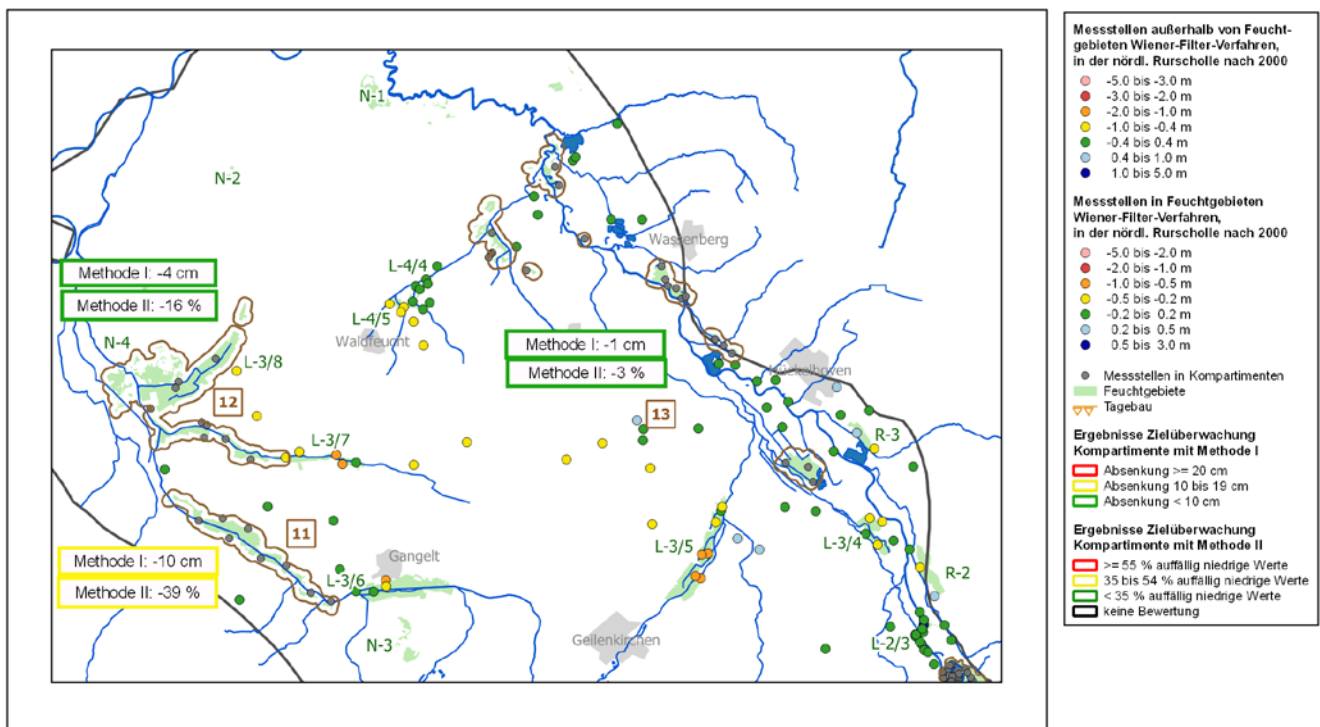 N-1
N-2
Wassenberg
Methode I: -4 cm
Methode II: -16 %
L-4/4
L-4/5
Waldfeucht
Methode I: -1 cm
Methode II: -3 %
N-4
L-3/8
12
13
L-3/7
R-3
11
L-3/5
L-3/4
Gangelt
Methode I: -10 cm
Methode II: -39 %
L-3/6
R-2
N-3
Geilenkirchen
L-2/3
Messstellen außerhalb von Feucht-
gebieten Wiener-Filter-Verfahren,
in der nördl. Rurscholle nach 2000
-5.0 bis -3.0 m
-3.0 bis -2.0 m
-2.0 bis -1.0 m
-1.0 bis -0.4 m
-0.4 bis 0.4 m
0.4 bis 1.0 m
1.0 bis 5.0 m
Messstellen in Feuchtgebieten
Wiener-Filter-Verfahren,
in der nördl. Rurscholle nach 2000
-5.0 bis -2.0 m
-2.0 bis -1.0 m
-1.0 bis -0.5 m
-0.5 bis -0.2 m
-0.2 bis 0.2 m
0.2 bis 0.5 m
0.5 bis 3.0 m
Messstellen in Kompartimenten
Feuchtgebiete
Tagebau
Ergebnisse Zielüberwachung
Kompartimente mit Methode I
Absenkung >= 20 cm
Absenkung 10 bis 19 cm
Absenkung < 10 cm
Ergebnisse Zielüberwachung
Kompartimente mit Methode II
>= 55 % auffällig niedrige Werte
35 bis 54 % auffällig niedrige Werte
< 35 % auffällig niedrige Werte
keine Bewertung